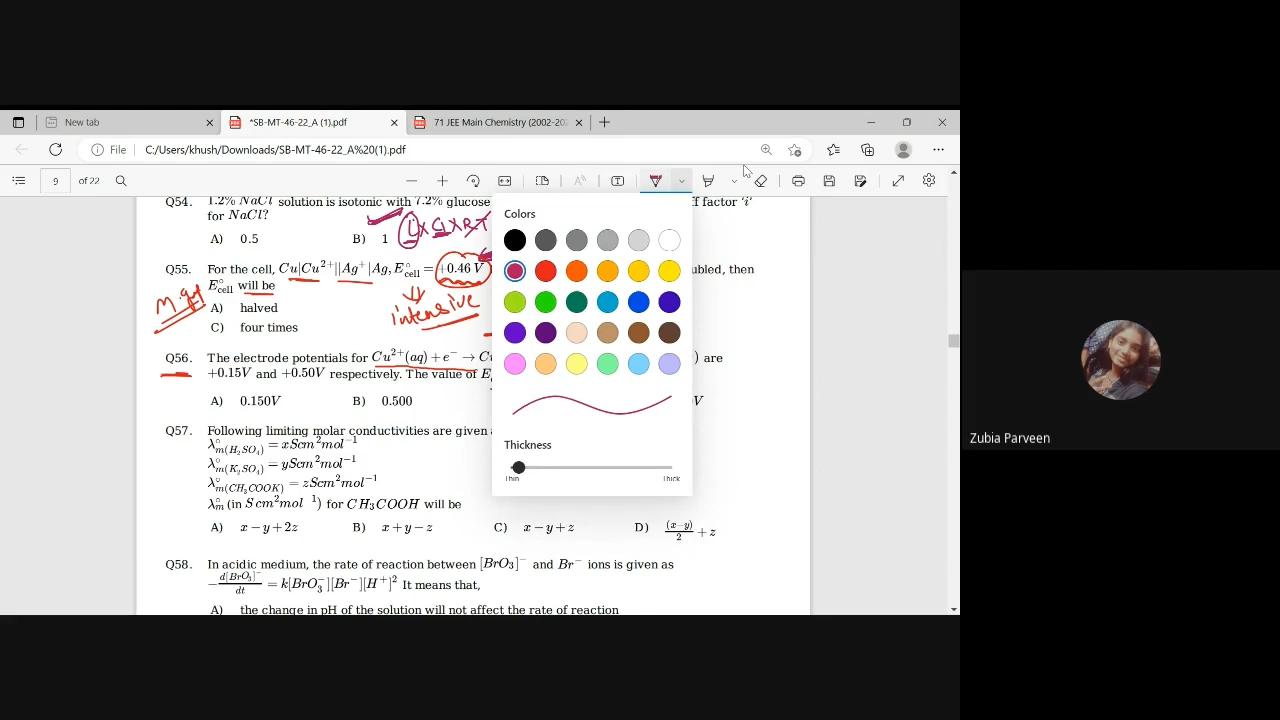 New tab
*SB-MT-46-22_A (1).pdf
71 JEE Main Chemistry (2002-202
File
C:/Users/khush/Downloads/SB-MT-46-22_A%20(1).pdf
9 of 22
Q54. 1.2% NaCl solution is isotonic with 7.2% glucose ff factor 'i'
for NaCl?
i × C × R T
A) 0.5
B) 1
Q55. For the cell, Cu|Cu²⁺||Ag⁺|Ag, E°cell = +0.46 V ubled, then
E°cell will be
A) halved
C) four times
intensive
Q56. The electrode potentials for Cu²⁺(aq) + e⁻ → C ) are
+0.15V and +0.50V respectively. The value of E
A) 0.150V
B) 0.500
V
Q57. Following limiting molar conductivities are given a
λ°m(H₂SO₄) = xScm²mol⁻¹
λ°m(K₂SO₄) = yScm²mol⁻¹
λ°m(CH₃COOK) = zScm²mol⁻¹
λ°m (in Scm²mol ¹) for CH₃COOH will be
A) x − y + 2z
B) x + y − z
C) x − y + z
D) (x−y)/2 + z
Q58. In acidic medium, the rate of reaction between [BrO₃]⁻ and Br⁻ ions is given as
−d[BrO₃]⁻/dt = k[BrO₃⁻][Br⁻][H⁺]² It means that,
A) the change in pH of the solution will not affect the rate of reaction
Colors
Thickness
Thin
Thick
Zubia Parveen